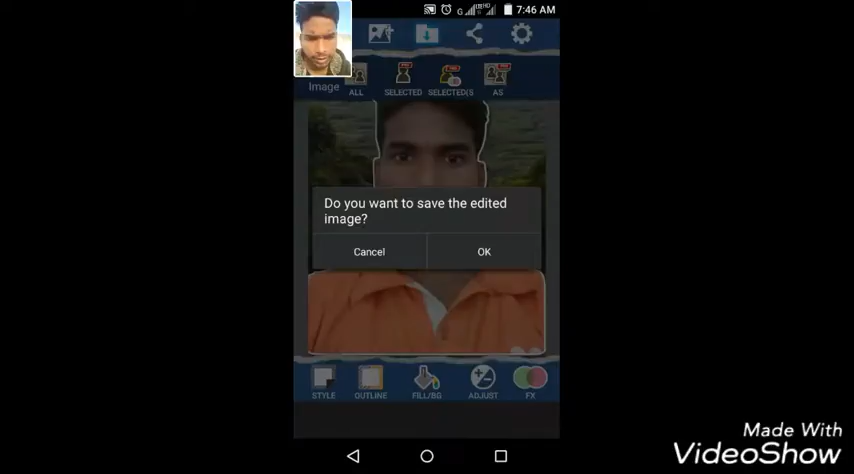 G
7:46 AM
Image
ALL
SELECTED
SELECTED(S
AS
Do you want to save the edited
image?
Cancel
OK
STYLE
OUTLINE
FILL/BG
ADJUST
FX
Made With
VideoShow